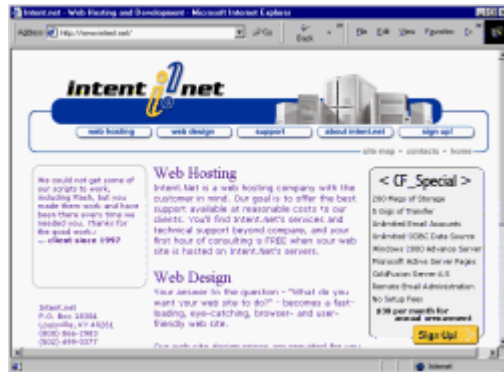 Intent.net - Web Hosting and Development - Microsoft Internet Explorer
Address http://www.intent.net/ Go Back File Edit View Favorites
intent net
web hosting web design support about intent.net sign up!
site map - contacts - home
We could not get some of
our scripts to work,
including Flash, but you
made them work and have
been there every time we
needed you. Thanks for
the good work.
-- client since 1997
Intent.net
P.O. Box
Louisville, KY
Web Hosting
Intent.Net is a web hosting company with the
customer in mind. Our goal is to offer the best
support available at reasonable costs to our
clients. You'll find Intent.Net's services and
technical support beyond compare, and your
first hour of consulting is FREE when your web
site is hosted on Intent.Net's servers.
Web Design
Your answer to the question - "What do you
want your web site to do?" - becomes a fast-
loading, eye-catching, browser- and user-
friendly web site.
< CF_Special >
200 Megs of Storage
5 Gigs of Transfer
Unlimited Email Accounts
Unlimited ODBC Data Source
Windows 2000 Advance Server
Microsoft Active Server Pages
ColdFusion Server 4.5
Remote Email Administration
No Setup Fees
per month for
annual
Sign Up!
Internet